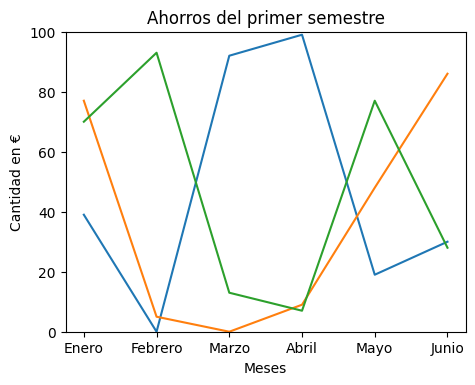 Ahorros del primer semestre
100
80
60
40
20
0
Cantidad en €
Enero Febrero Marzo Abril Mayo Junio
Meses